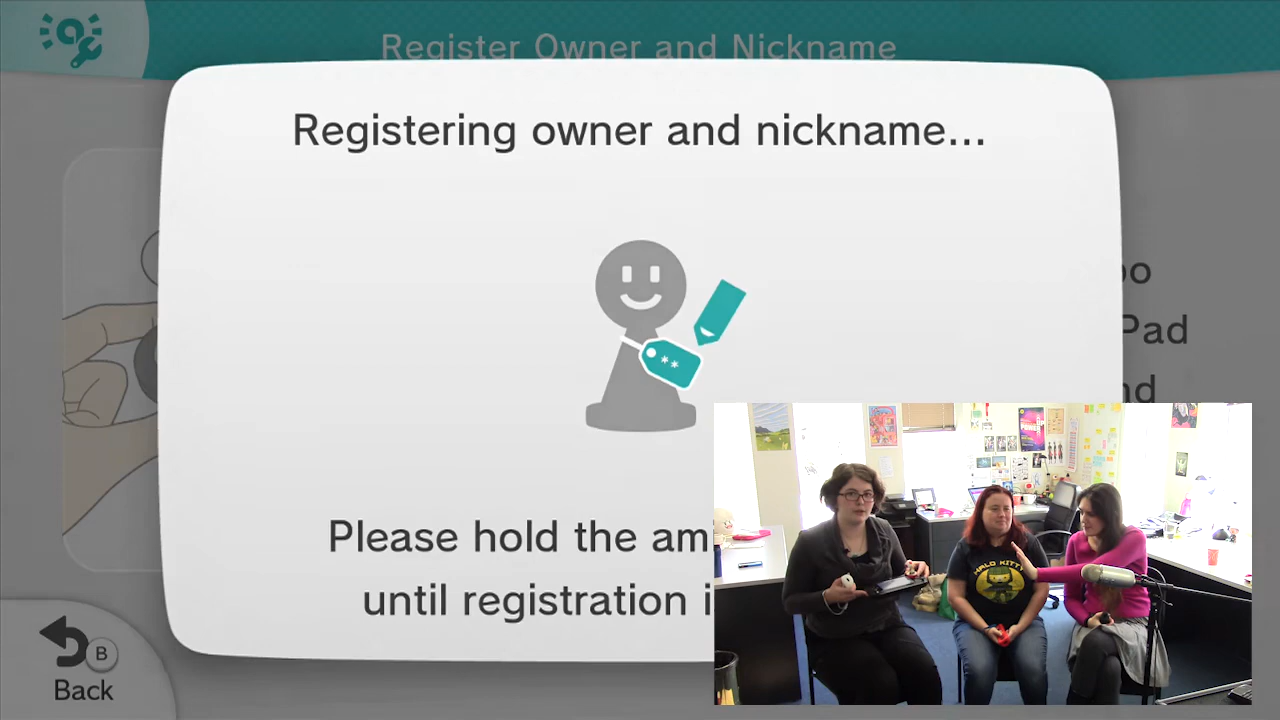 Register Owner and Nickname
Registering owner and nickname...
Pad
Please hold the am
until registration i
B
Back
HALO KITTY